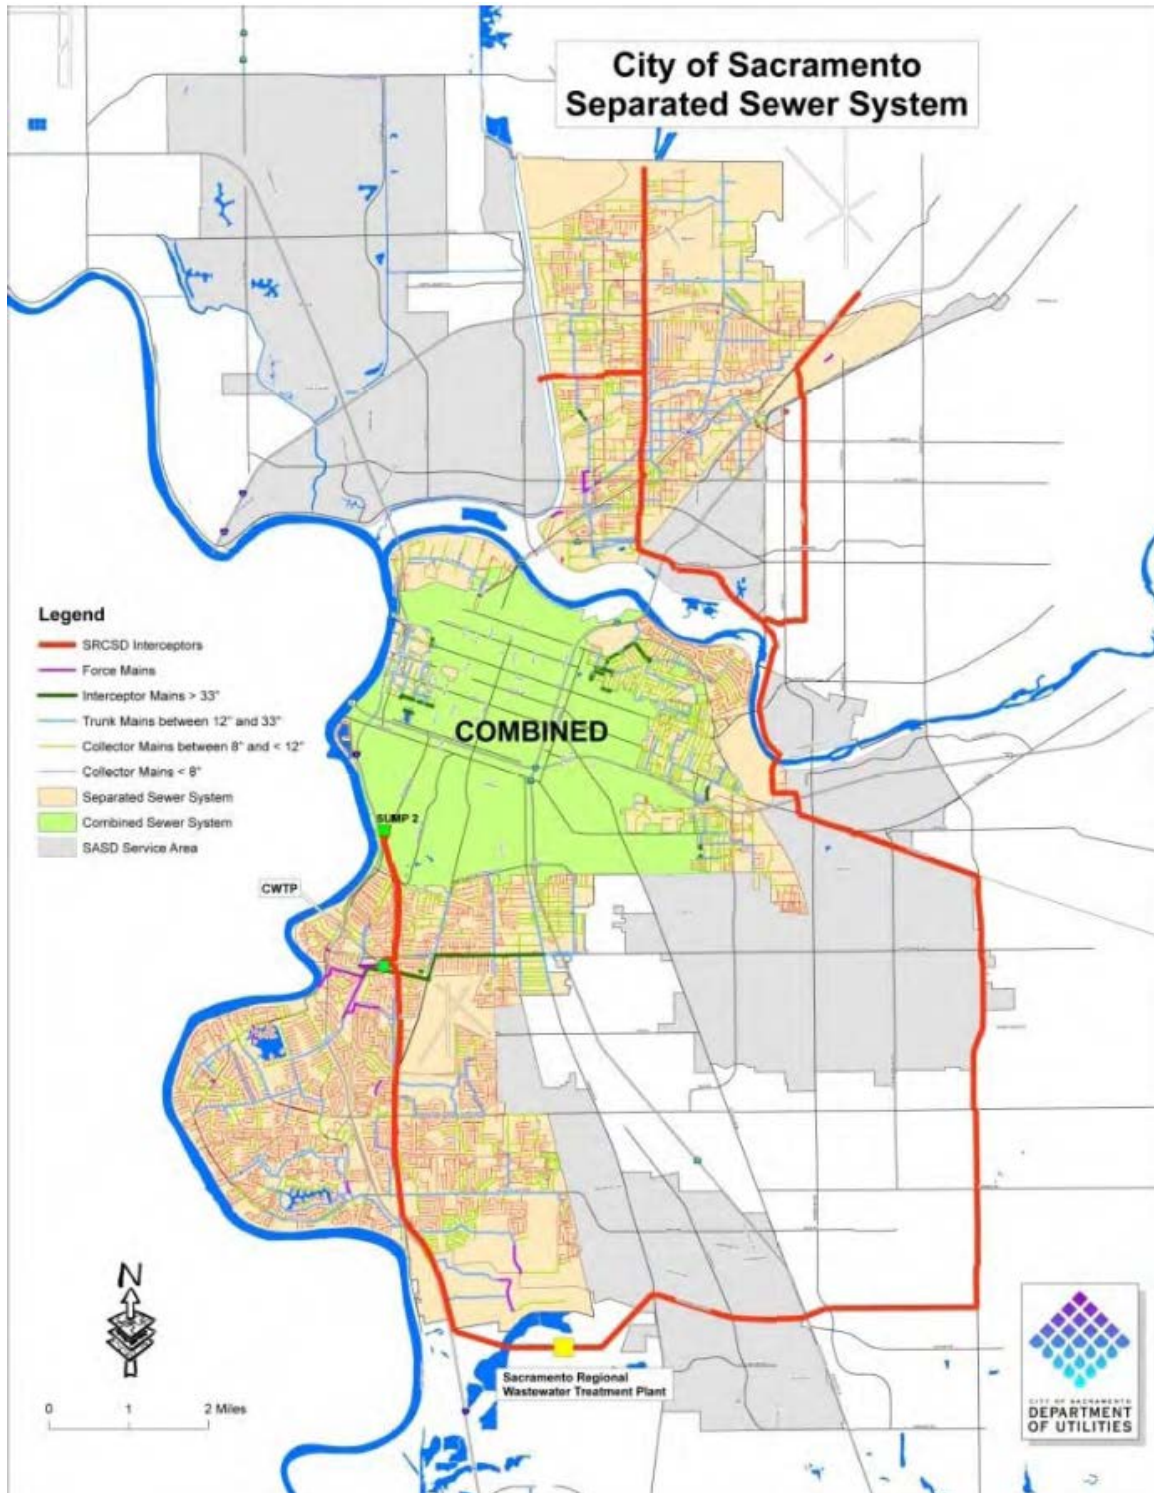 City of Sacramento
Separated Sewer System
Legend
SRCSD Interceptors
Force Mains
Interceptor Mains > 33"
Trunk Mains between 12" and 33"
Collector Mains between 8" and < 12"
Collector Mains < 8"
Separated Sewer System
Combined Sewer System
SASD Service Area
COMBINED
SUMP 2
CWTP
N
0 1 2 Miles
Sacramento Regional
Wastewater Treatment Plant
CITY OF SACRAMENTO
DEPARTMENT
OF UTILITIES